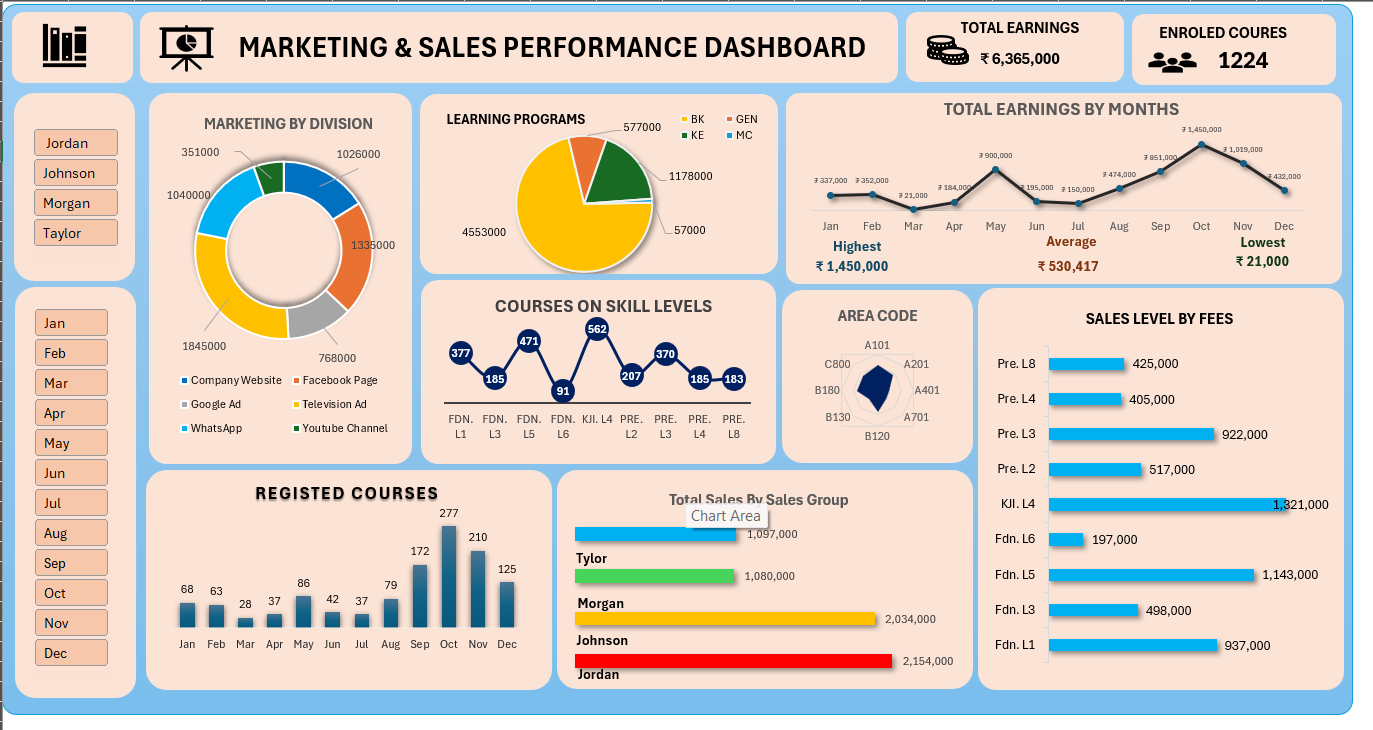 MARKETING & SALES PERFORMANCE DASHBOARD
TOTAL EARNINGS
₹ 6,365,000
ENROLED COURES
1224
Jordan
Johnson
Morgan
Taylor
Jan
Feb
Mar
Apr
May
Jun
Jul
Aug
Sep
Oct
Nov
Dec
MARKETING BY DIVISION
351000
1026000
1040000
1335000
1845000
768000
Company Website
Facebook Page
Google Ad
Television Ad
WhatsApp
Youtube Channel
LEARNING PROGRAMS
BK
GEN
KE
MC
577000
1178000
57000
4553000
TOTAL EARNINGS BY MONTHS
₹ 337,000
₹ 352,000
₹ 21,000
₹ 184,000
₹ 900,000
₹ 195,000
₹ 150,000
₹ 474,000
₹ 851,000
₹ 1,450,000
₹ 1,019,000
₹ 432,000
Jan Feb Mar Apr May Jun Jul Aug Sep Oct Nov Dec
Highest
₹ 1,450,000
Average
₹ 530,417
Lowest
₹ 21,000
COURSES ON SKILL LEVELS
377 185 471 91 562 207 370 185 183
FDN. FDN. FDN. FDN. KJI. L4 PRE. PRE. PRE. PRE.
L1 L3 L5 L6 L2 L3 L4 L8
AREA CODE
A101
A201
A401
A701
B120
B130
B180
C800
SALES LEVEL BY FEES
Pre. L8 425,000
Pre. L4 405,000
Pre. L3 922,000
Pre. L2 517,000
KJI. L4 1,321,000
Fdn. L6 197,000
Fdn. L5 1,143,000
Fdn. L3 498,000
Fdn. L1 937,000
REGISTED COURSES
68 63 28 37 86 42 37 79 172 277 210 125
Jan Feb Mar Apr May Jun Jul Aug Sep Oct Nov Dec
Total Sales By Sales Group
Chart Area
1,097,000
Tylor
1,080,000
Morgan
2,034,000
Johnson
2,154,000
Jordan